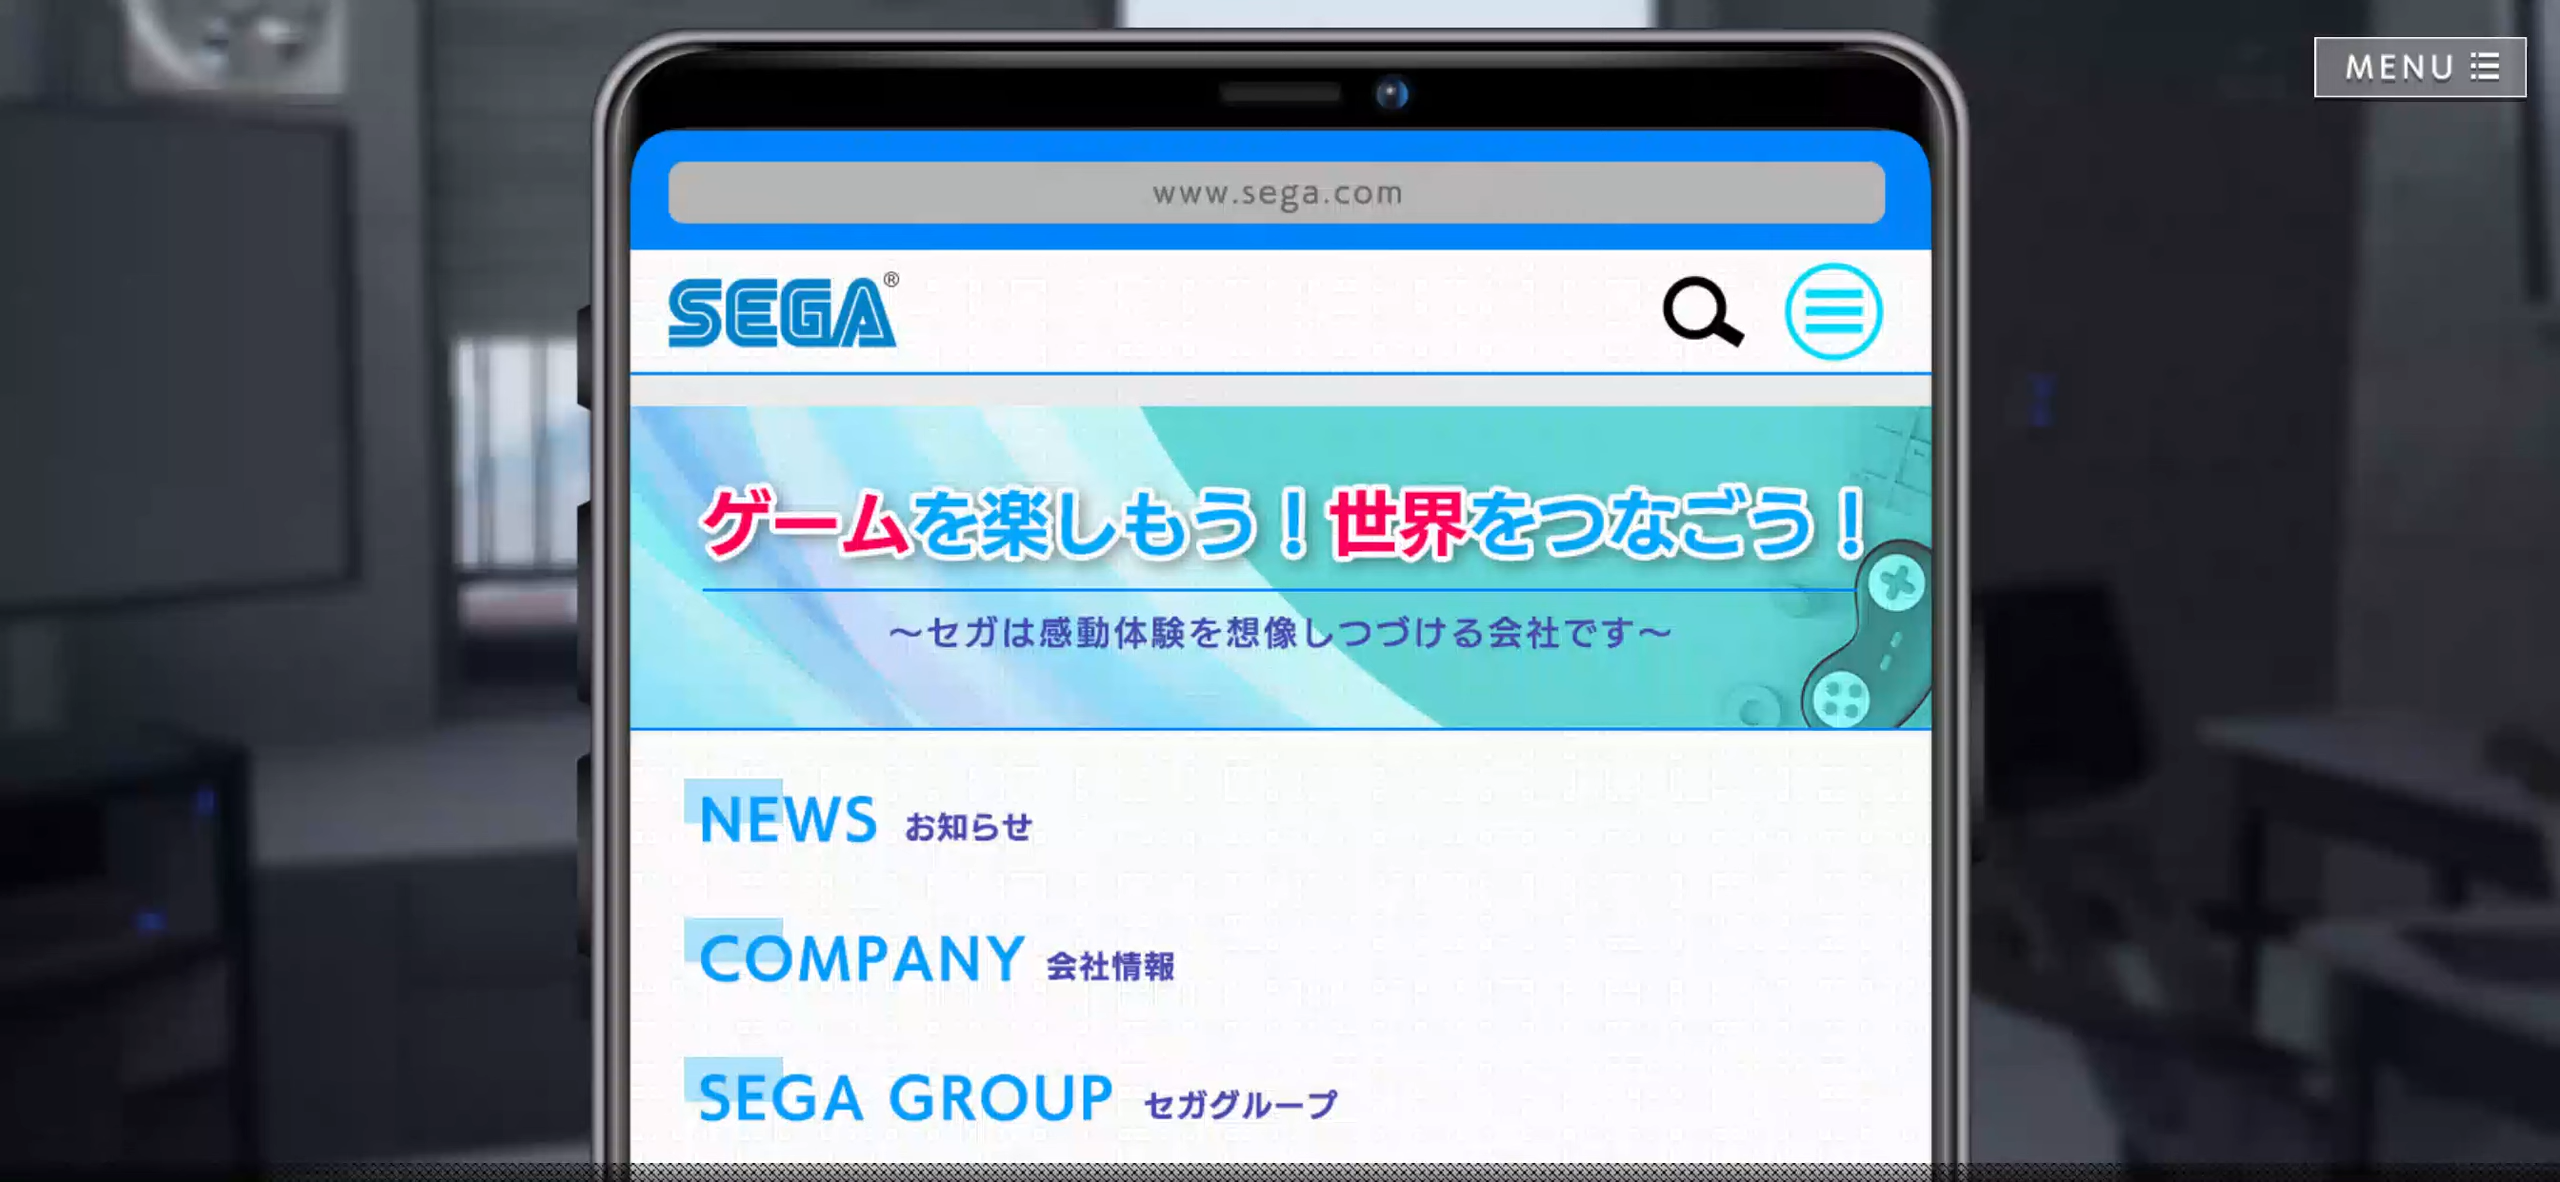 MENU
www.sega.com
SEGA®
ゲームを楽しもう！世界をつなごう！
～セガは感動体験を想像しつづける会社です～
NEWS お知らせ
COMPANY 会社情報
SEGA GROUP セガグループ